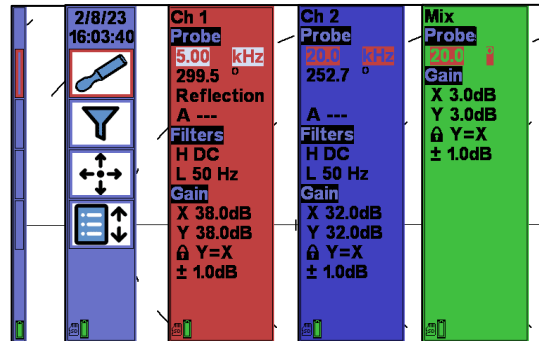 2/8/23
16:03:40
Ch 1
Probe
5.00 kHz
299.5 °
Reflection
A ---
Filters
H DC
L 50 Hz
Gain
X 38.0dB
Y 38.0dB
Y=X
± 1.0dB
Ch 2
Probe
20.0 kHz
252.7 °
A ---
Filters
H DC
L 50 Hz
Gain
X 32.0dB
Y 32.0dB
Y=X
± 1.0dB
Mix
Probe
20.0
Gain
X 3.0dB
Y 3.0dB
Y=X
± 1.0dB